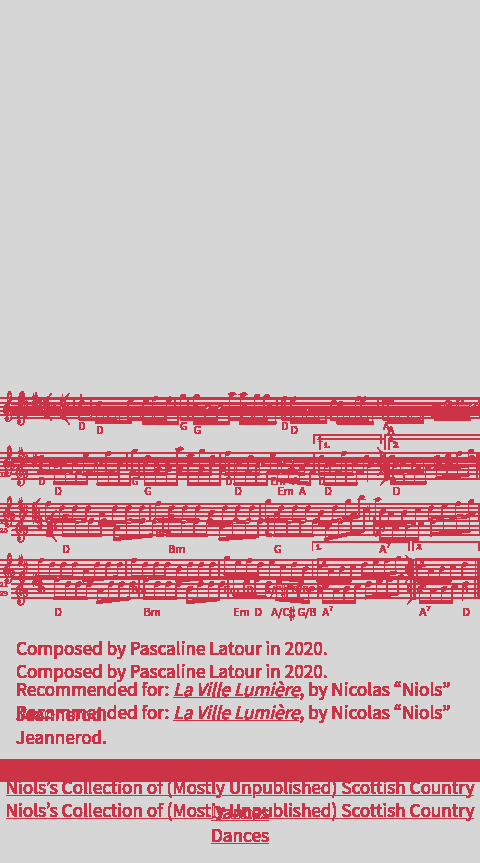 D D G G D D A A
1. 2.
D G D Em A D D
D G D Em A D D
D Bm G A7
1. 2.
D Bm Em D A/C♯ G/B A7 A7 D
Composed by Pascaline Latour in 2020.
Composed by Pascaline Latour in 2020.
Recommended for: La Ville Lumière, by Nicolas “Niols”
Jeannerod.
Recommended for: La Ville Lumière, by Nicolas “Niols”
Jeannerod.
Niols’s Collection of (Mostly Unpublished) Scottish Country
Dances
Niols’s Collection of (Mostly Unpublished) Scottish Country
Dances